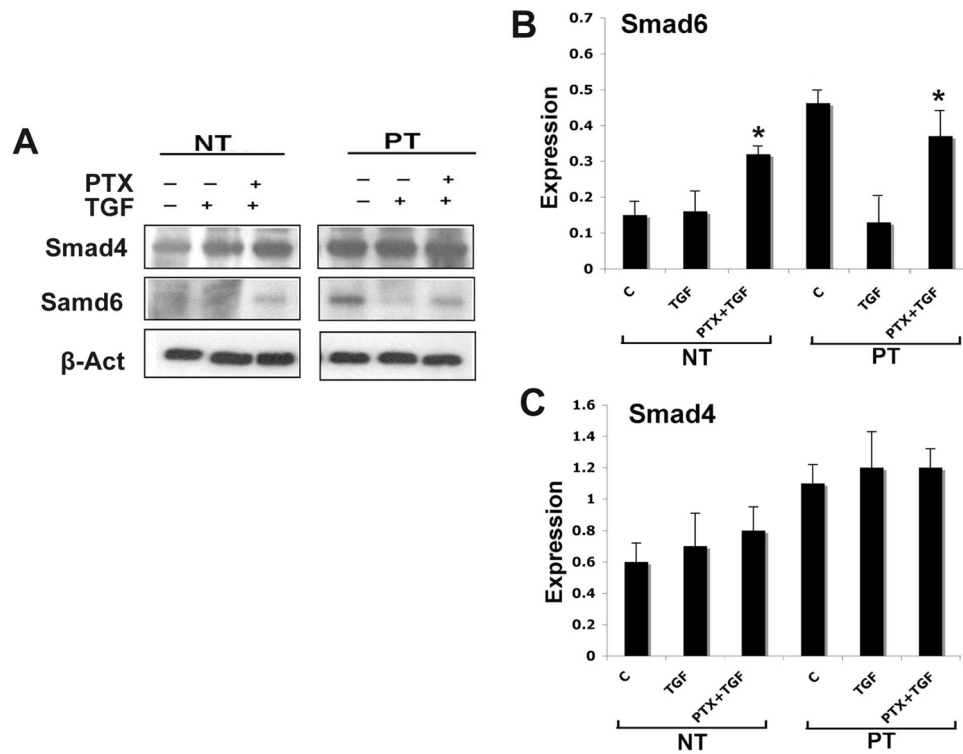 A
NT PT
PTX – – + – – +
TGF – + + – + +
Smad4
Samd6
β-Act
B Smad6
Expression
0.7
0.6
0.5
0.4
0.3
0.2
0.1
0
*
*
C TGF PTX+TGF C TGF PTX+TGF
NT PT
C Smad4
Expression
1.6
1.4
1.2
1
0.8
0.6
0.4
0.2
0
C TGF PTX+TGF C TGF PTX+TGF
NT PT